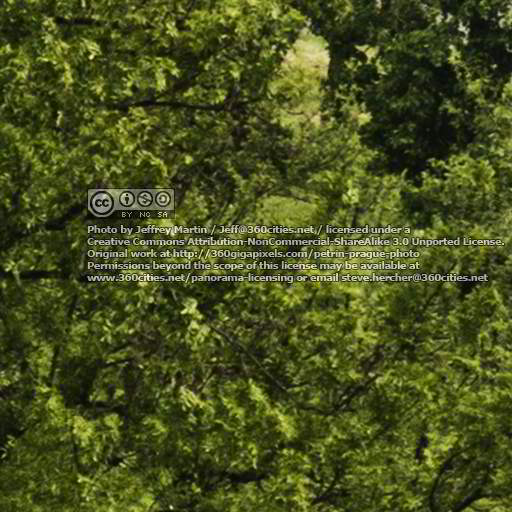 cc BY NC SA
Photo by Jeffrey Martin / Jeff@360cities.net / licensed under a
Creative Commons Attribution-NonCommercial-ShareAlike 3.0 Unported License.
Original work at http://360gigapixels.com/petrin-prague-photo
Permissions beyond the scope of this license may be available at
www.360cities.net/panorama-licensing or email steve.hercher@360cities.net